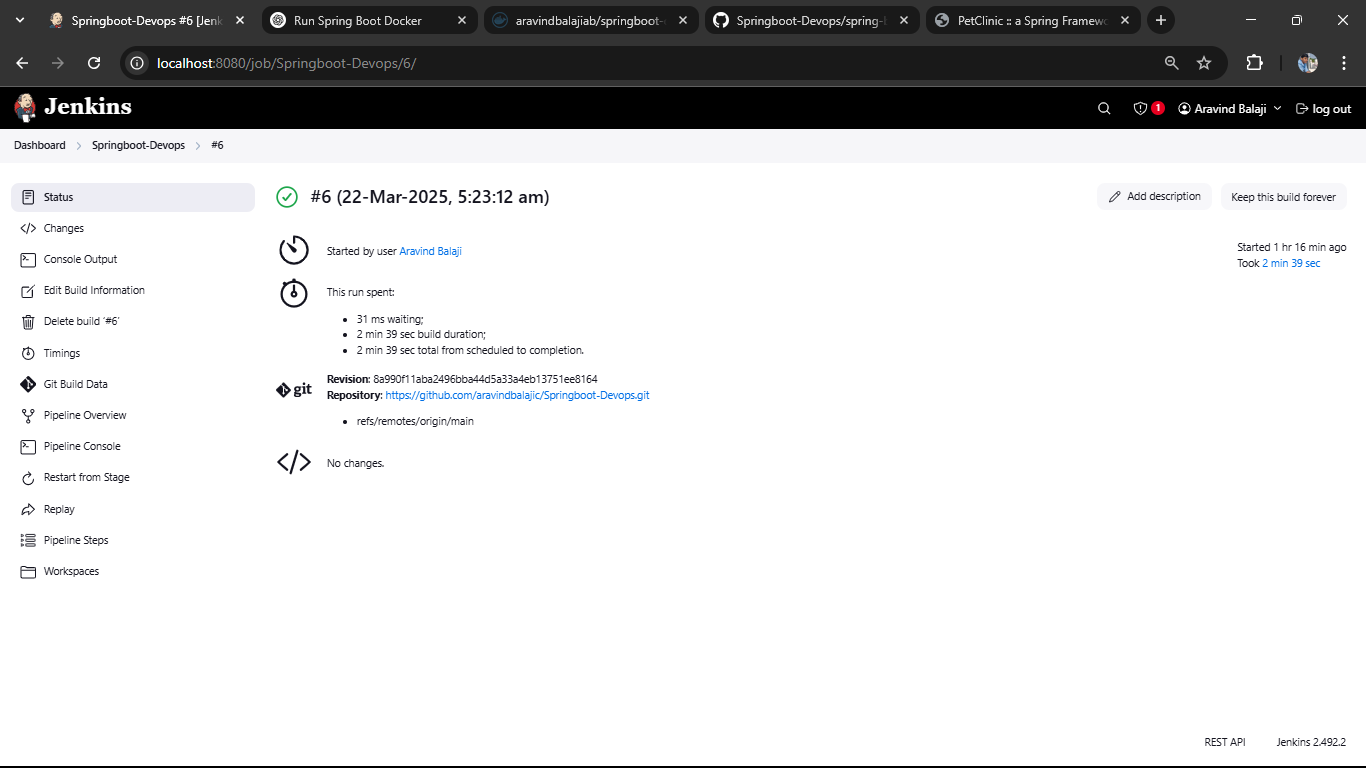 Springboot-Devops #6 [Jenk
Run Spring Boot Docker
aravindbalajiab/springboot-
Springboot-Devops/spring-
PetClinic :: a Spring Framewo
localhost:8080/job/Springboot-Devops/6/
Jenkins
1
Aravind Balaji
log out
Dashboard
Springboot-Devops
#6
Status
Changes
Console Output
Edit Build Information
Delete build ‘#6’
Timings
Git Build Data
Pipeline Overview
Pipeline Console
Restart from Stage
Replay
Pipeline Steps
Workspaces
#6 (22-Mar-2025, 5:23:12 am)
Add description
Keep this build forever
Started by user Aravind Balaji
Started 1 hr 16 min ago
Took 2 min 39 sec
This run spent:
31 ms waiting;
2 min 39 sec build duration;
2 min 39 sec total from scheduled to completion.
git
Revision: 8a990f11aba2496bba44d5a33a4eb13751ee8164
Repository: https://github.com/aravindbalajic/Springboot-Devops.git
refs/remotes/origin/main
No changes.
REST API
Jenkins 2.492.2